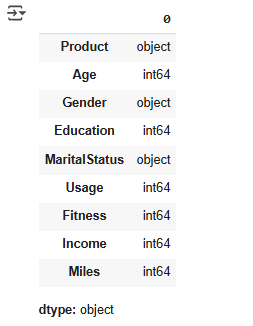 0
Product object
Age int64
Gender object
Education int64
MaritalStatus object
Usage int64
Fitness int64
Income int64
Miles int64
dtype: object